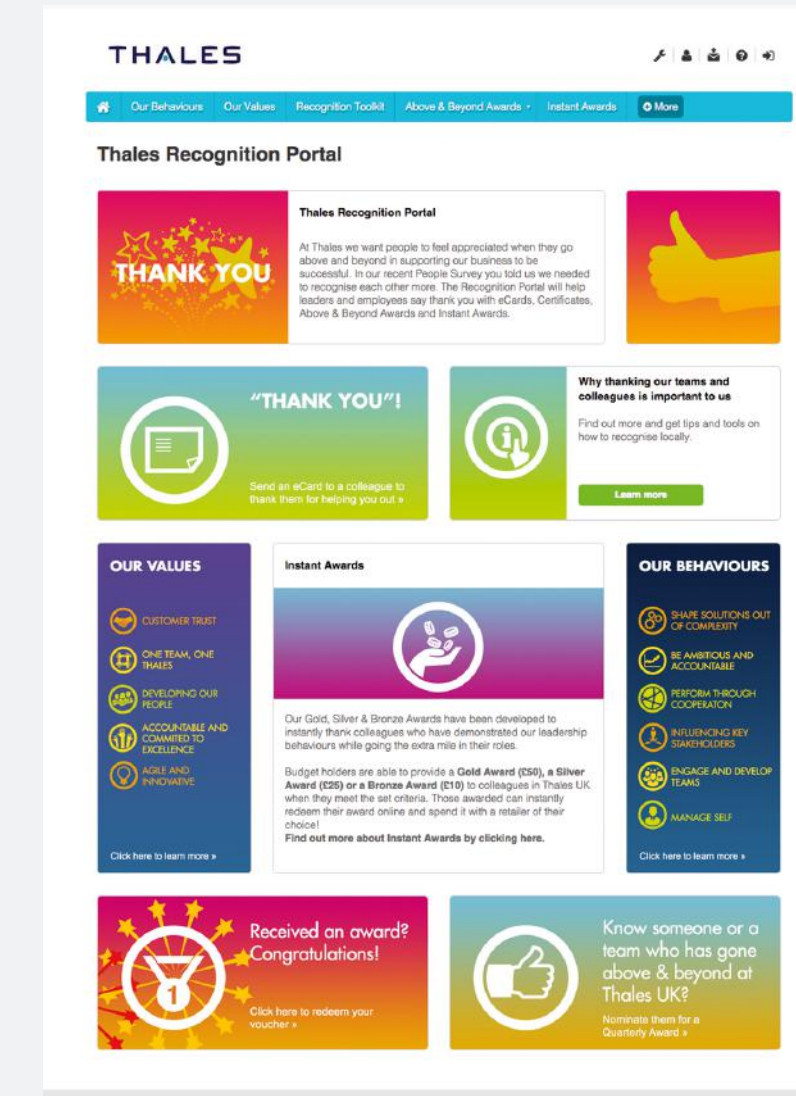 THALES
Our Behaviours
Our Values
Recognition Toolkit
Above & Beyond Awards
Instant Awards
More
Thales Recognition Portal
THANK YOU
Thales Recognition Portal
At Thales we want people to feel appreciated when they go
above and beyond in supporting our business to be
successful. In our recent People Survey you told us we needed
to recognise each other more. The Recognition Portal will help
leaders and employees say thank you with eCards, Certificates,
Above & Beyond Awards and Instant Awards.
“THANK YOU”!
Send an eCard to a colleague to
thank them for helping you out »
Why thanking our teams and
colleagues is important to us
Find out more and get tips and tools on
how to recognise locally.
Learn more
OUR VALUES
CUSTOMER TRUST
ONE TEAM, ONE
THALES
DEVELOPING OUR
PEOPLE
ACCOUNTABLE AND
COMMITED TO
EXCELLENCE
AGILE AND
INNOVATIVE
Click here to learn more »
Instant Awards
Our Gold, Silver & Bronze Awards have been developed to
instantly thank colleagues who have demonstrated our leadership
behaviours while going the extra mile in their roles.
Budget holders are able to provide a Gold Award (£50), a Silver
Award (£25) or a Bronze Award (£10) to colleagues in Thales UK
when they meet the set criteria. Those awarded can instantly
redeem their award online and spend it with a retailer of their
choice!
Find out more about Instant Awards by clicking here.
OUR BEHAVIOURS
SHAPE SOLUTIONS OUT
OF COMPLEXITY
BE AMBITIOUS AND
ACCOUNTABLE
PERFORM THROUGH
COOPERATON
INFLUENCING KEY
STAKEHOLDERS
ENGAGE AND DEVELOP
TEAMS
MANAGE SELF
Click here to learn more »
1
Received an award?
Congratulations!
Click here to redeem your
voucher »
Know someone or a
team who has gone
above & beyond at
Thales UK?
Nominate them for a
Quarterly Award »